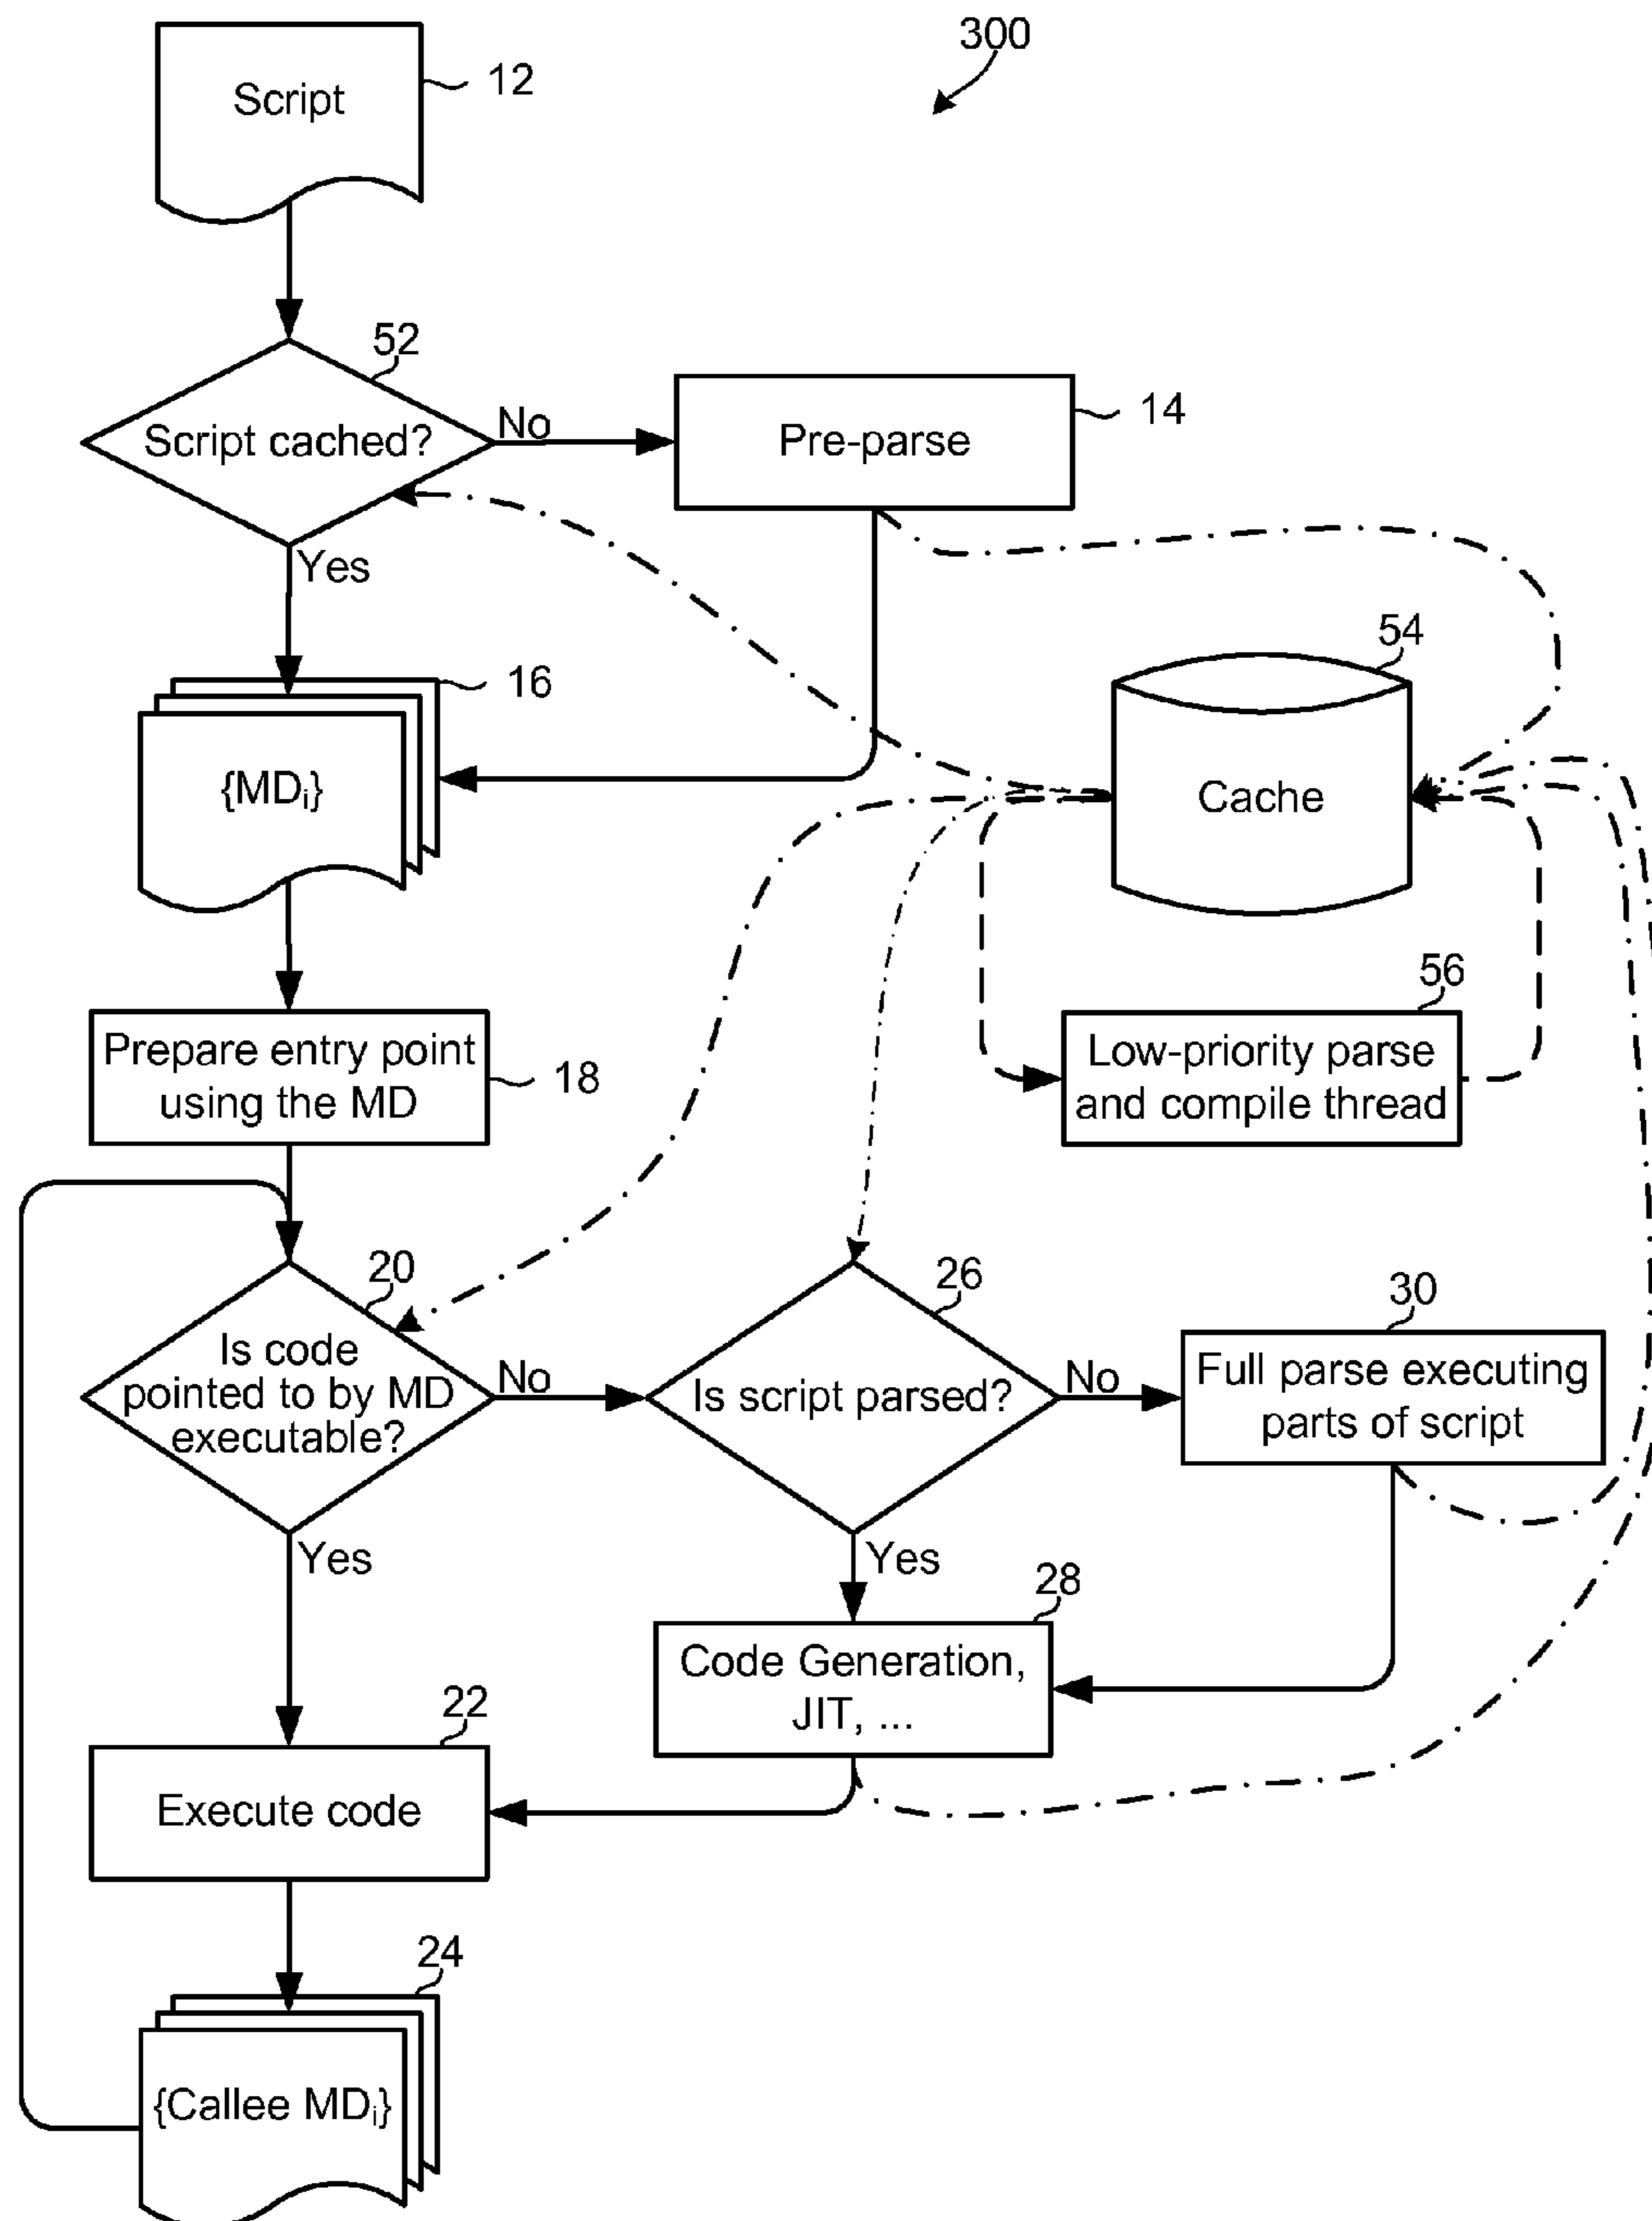 300
Script
12
52
Script cached?
No
Pre-parse
14
Yes
54
16
{MDᵢ}
Cache
56
Prepare entry point
using the MD
18
Low-priority parse
and compile thread
20
26
30
Is code
pointed to by MD
executable?
No
Is script parsed?
No
Full parse executing
parts of script
Yes
Yes
28
Code Generation,
JIT, ...
22
Execute code
24
{Callee MDᵢ}